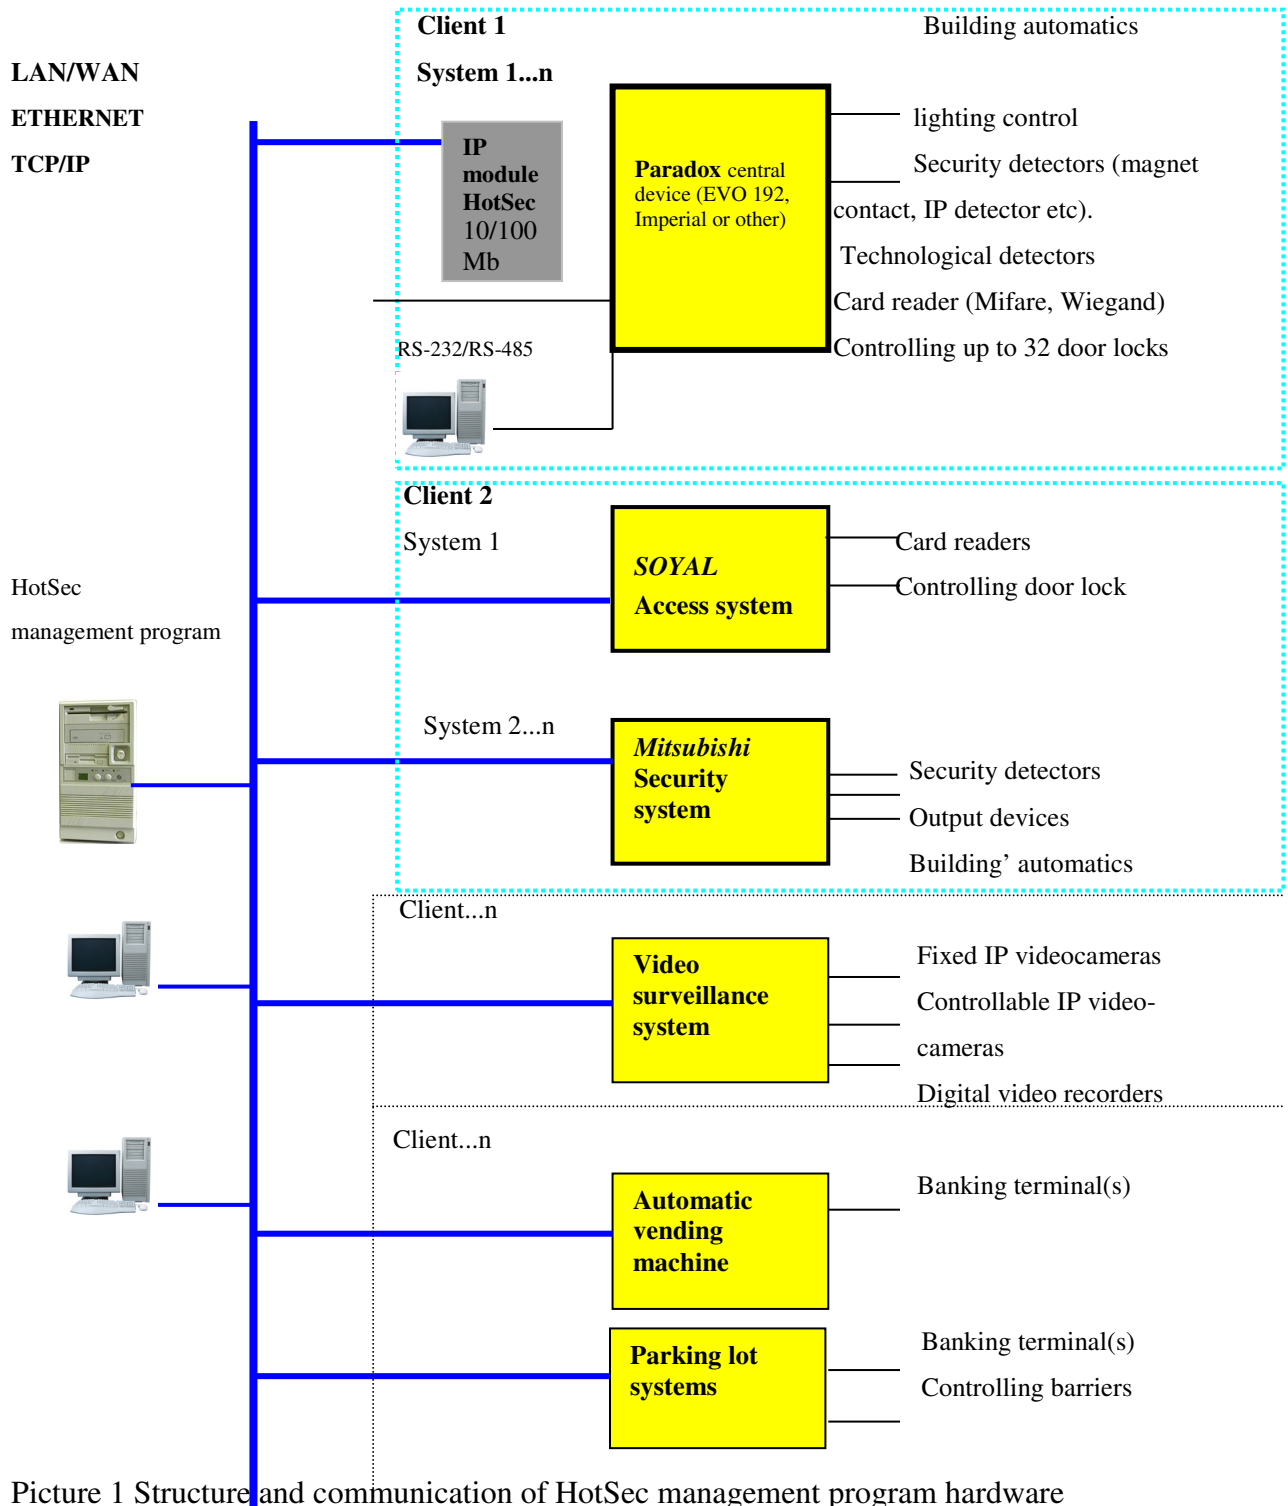 LAN/WAN
ETHERNET
TCP/IP
HotSec
management program
Client 1
System 1...n
IP
module
HotSec
10/100
Mb
RS-232/RS-485
Paradox central
device (EVO 192,
Imperial or other)
Building automatics
lighting control
Security detectors (magnet
contact, IP detector etc).
Technological detectors
Card reader (Mifare, Wiegand)
Controlling up to 32 door locks
Client 2
System 1
SOYAL
Access system
Card readers
Controlling door lock
System 2...n
Mitsubishi
Security
system
Security detectors
Output devices
Building’ automatics
Client...n
Video
surveillance
system
Fixed IP videocameras
Controllable IP video-
cameras
Digital video recorders
Client...n
Automatic
vending
machine
Banking terminal(s)
Parking lot
systems
Banking terminal(s)
Controlling barriers
Picture 1 Structure and communication of HotSec management program hardware